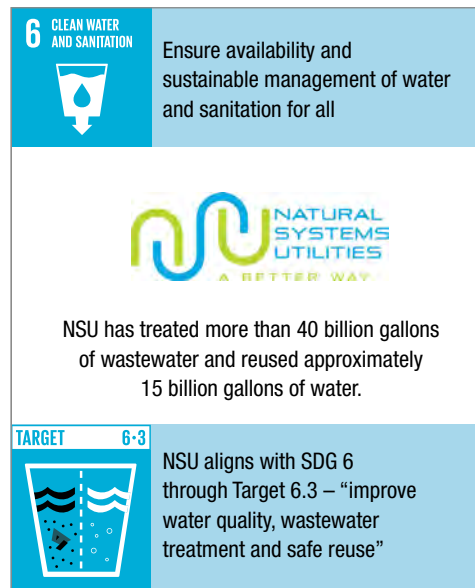 6 CLEAN WATER
AND SANITATION
Ensure availability and
sustainable management of water
and sanitation for all
NATURAL
SYSTEMS
UTILITIES
A BETTER WAY
NSU has treated more than 40 billion gallons
of wastewater and reused approximately
15 billion gallons of water.
TARGET 6·3
NSU aligns with SDG 6
through Target 6.3 – “improve
water quality, wastewater
treatment and safe reuse”